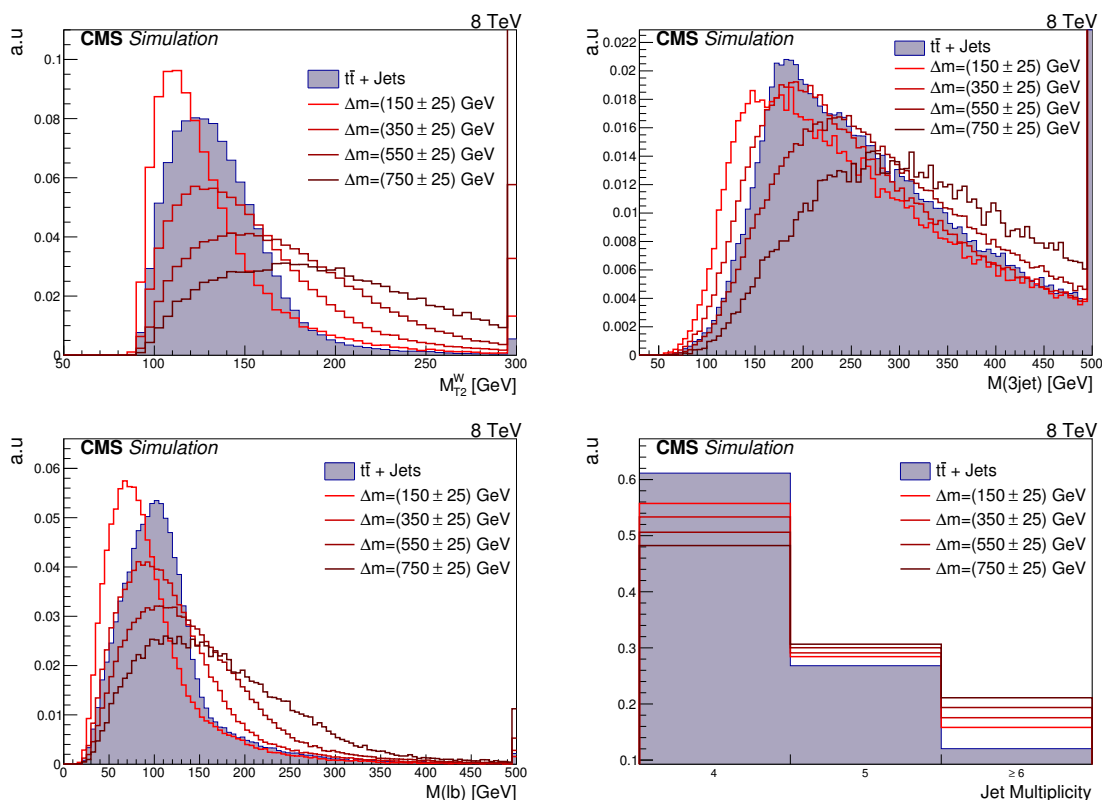 8 TeV
a.u
CMS Simulation
tt̄ + Jets
Δm=(150 ± 25) GeV
Δm=(350 ± 25) GeV
Δm=(550 ± 25) GeV
Δm=(750 ± 25) GeV
0.1
0.08
0.06
0.04
0.02
0
50 100 150 200 250 300
M_T2^W [GeV]
8 TeV
a.u
CMS Simulation
tt̄ + Jets
Δm=(150 ± 25) GeV
Δm=(350 ± 25) GeV
Δm=(550 ± 25) GeV
Δm=(750 ± 25) GeV
0.022
0.02
0.018
0.016
0.014
0.012
0.01
0.008
0.006
0.004
0.002
0
50 100 150 200 250 300 350 400 450 500
M(3jet) [GeV]
8 TeV
a.u
CMS Simulation
tt̄ + Jets
Δm=(150 ± 25) GeV
Δm=(350 ± 25) GeV
Δm=(550 ± 25) GeV
Δm=(750 ± 25) GeV
0.06
0.05
0.04
0.03
0.02
0.01
0
0 50 100 150 200 250 300 350 400 450 500
M(lb) [GeV]
8 TeV
a.u
CMS Simulation
tt̄ + Jets
Δm=(150 ± 25) GeV
Δm=(350 ± 25) GeV
Δm=(550 ± 25) GeV
Δm=(750 ± 25) GeV
0.6
0.5
0.4
0.3
0.2
0.1
4 5 ≥ 6
Jet Multiplicity